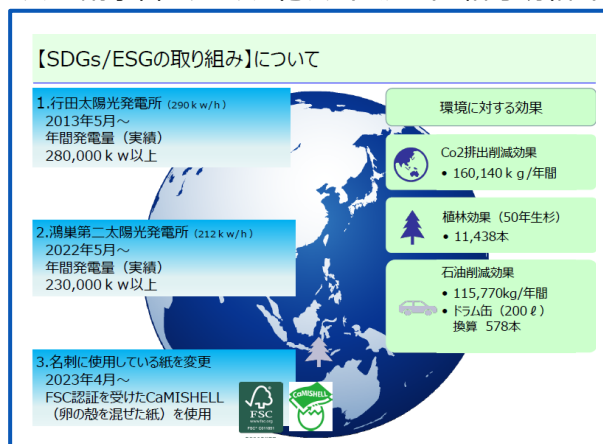 【SDGs/ESGの取り組み】について
1.行田太陽光発電所 (290ｋｗ/h)
2013年5月～
年間発電量（実績）
280,000ｋｗ以上
2.鴻巣第二太陽光発電所 (212ｋｗ/h)
2022年5月～
年間発電量（実績）
230,000ｋｗ以上
3.名刺に使用している紙を変更
2023年4月～
FSC認証を受けたCaMISHELL
（卵の殻を混ぜた紙）を使用
FSC
CaMISHELL
環境に対する効果
Co2排出削減効果
• 160,140ｋｇ/年間
植林効果（50年生杉）
• 11,438本
石油削減効果
• 115,770kg/年間
• ドラム缶（200ℓ）
換算 578本